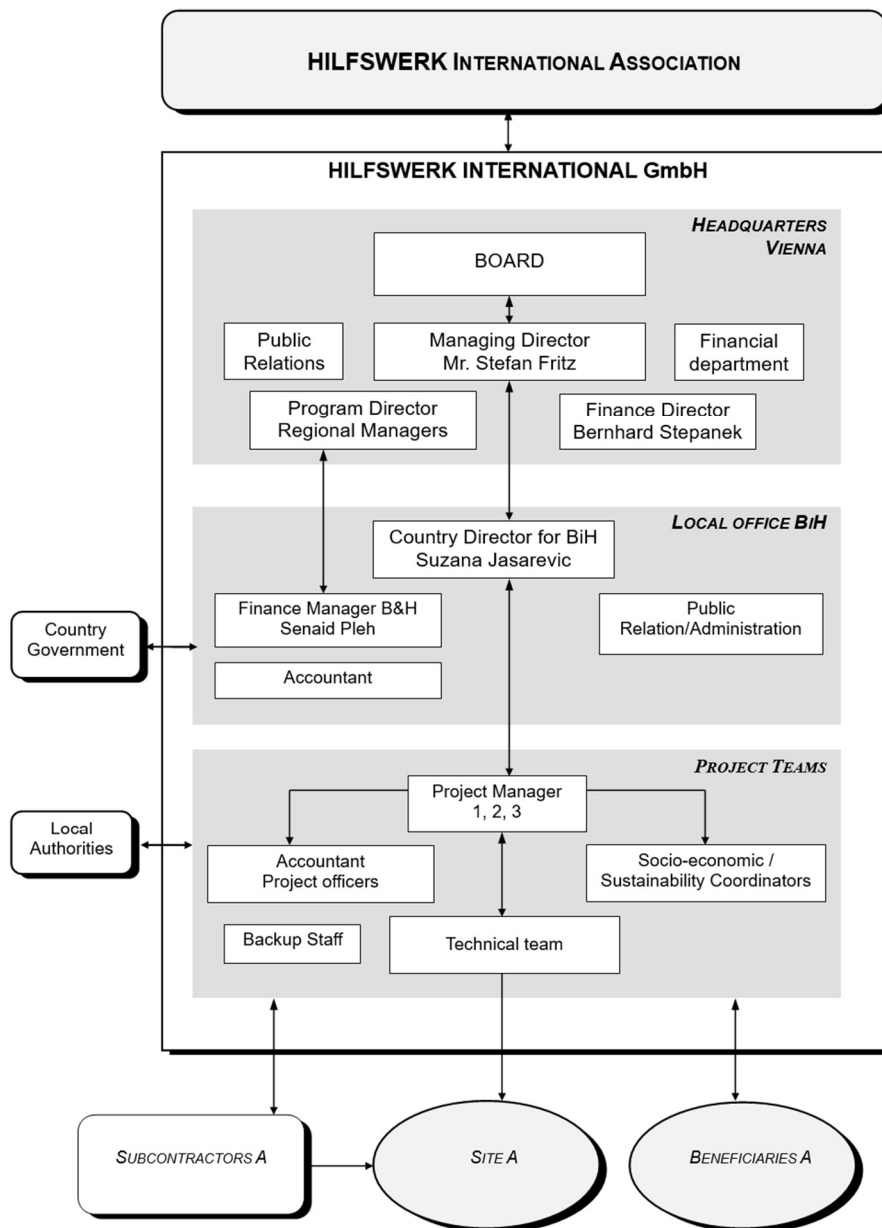 HILFSWERK INTERNATIONAL ASSOCIATION
HILFSWERK INTERNATIONAL GmbH
HEADQUARTERS
VIENNA
BOARD
Public
Relations
Managing Director
Mr. Stefan Fritz
Financial
department
Program Director
Regional Managers
Finance Director
Bernhard Stepanek
LOCAL OFFICE BIH
Country Director for BiH
Suzana Jasarevic
Finance Manager B&H
Senaid Pleh
Public
Relation/Administration
Country
Government
Accountant
PROJECT TEAMS
Project Manager
1, 2, 3
Local
Authorities
Accountant
Project officers
Socio-economic /
Sustainability Coordinators
Backup Staff
Technical team
SUBCONTRACTORS A
SITE A
BENEFICIARIES A